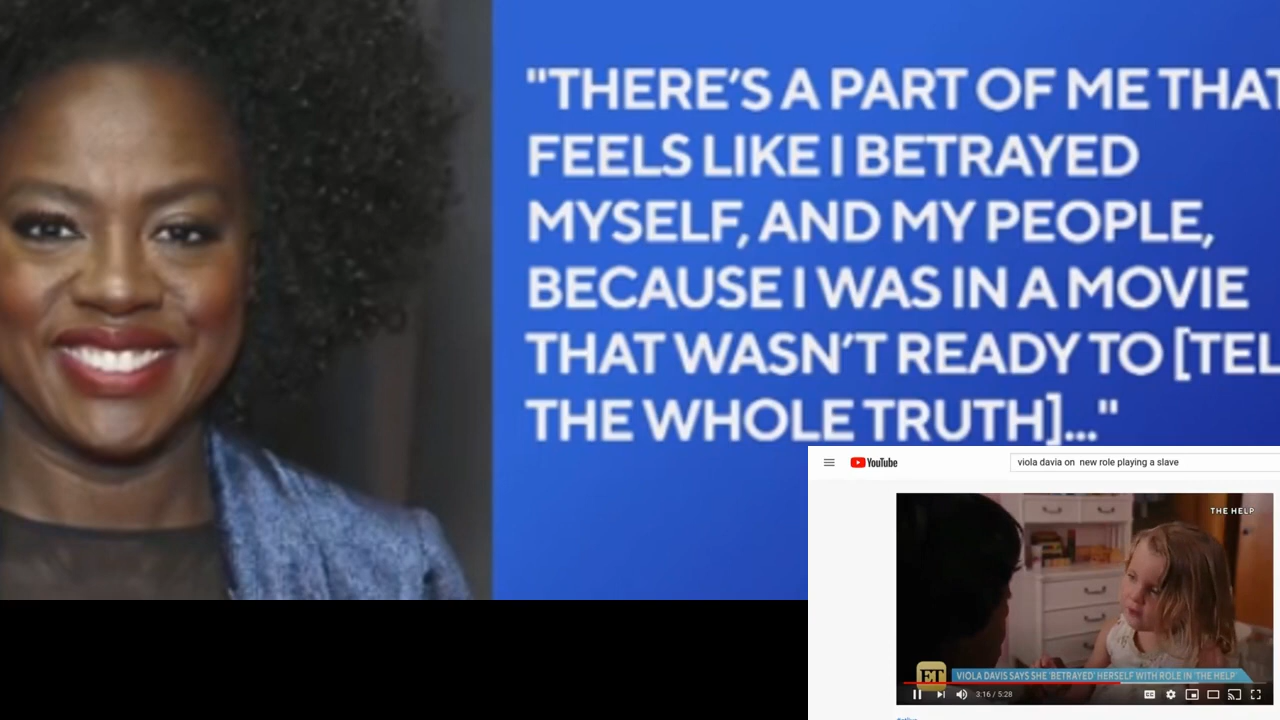 "THERE'S A PART OF ME THAT
FEELS LIKE I BETRAYED
MYSELF, AND MY PEOPLE,
BECAUSE I WAS IN A MOVIE
THAT WASN'T READY TO [TEL
THE WHOLE TRUTH]..."
YouTube
viola davia on new role playing a slave
THE HELP
ET
VIOLA DAVIS SAYS SHE 'BETRAYED' HERSELF WITH ROLE IN 'THE HELP'
3:16 / 5:28